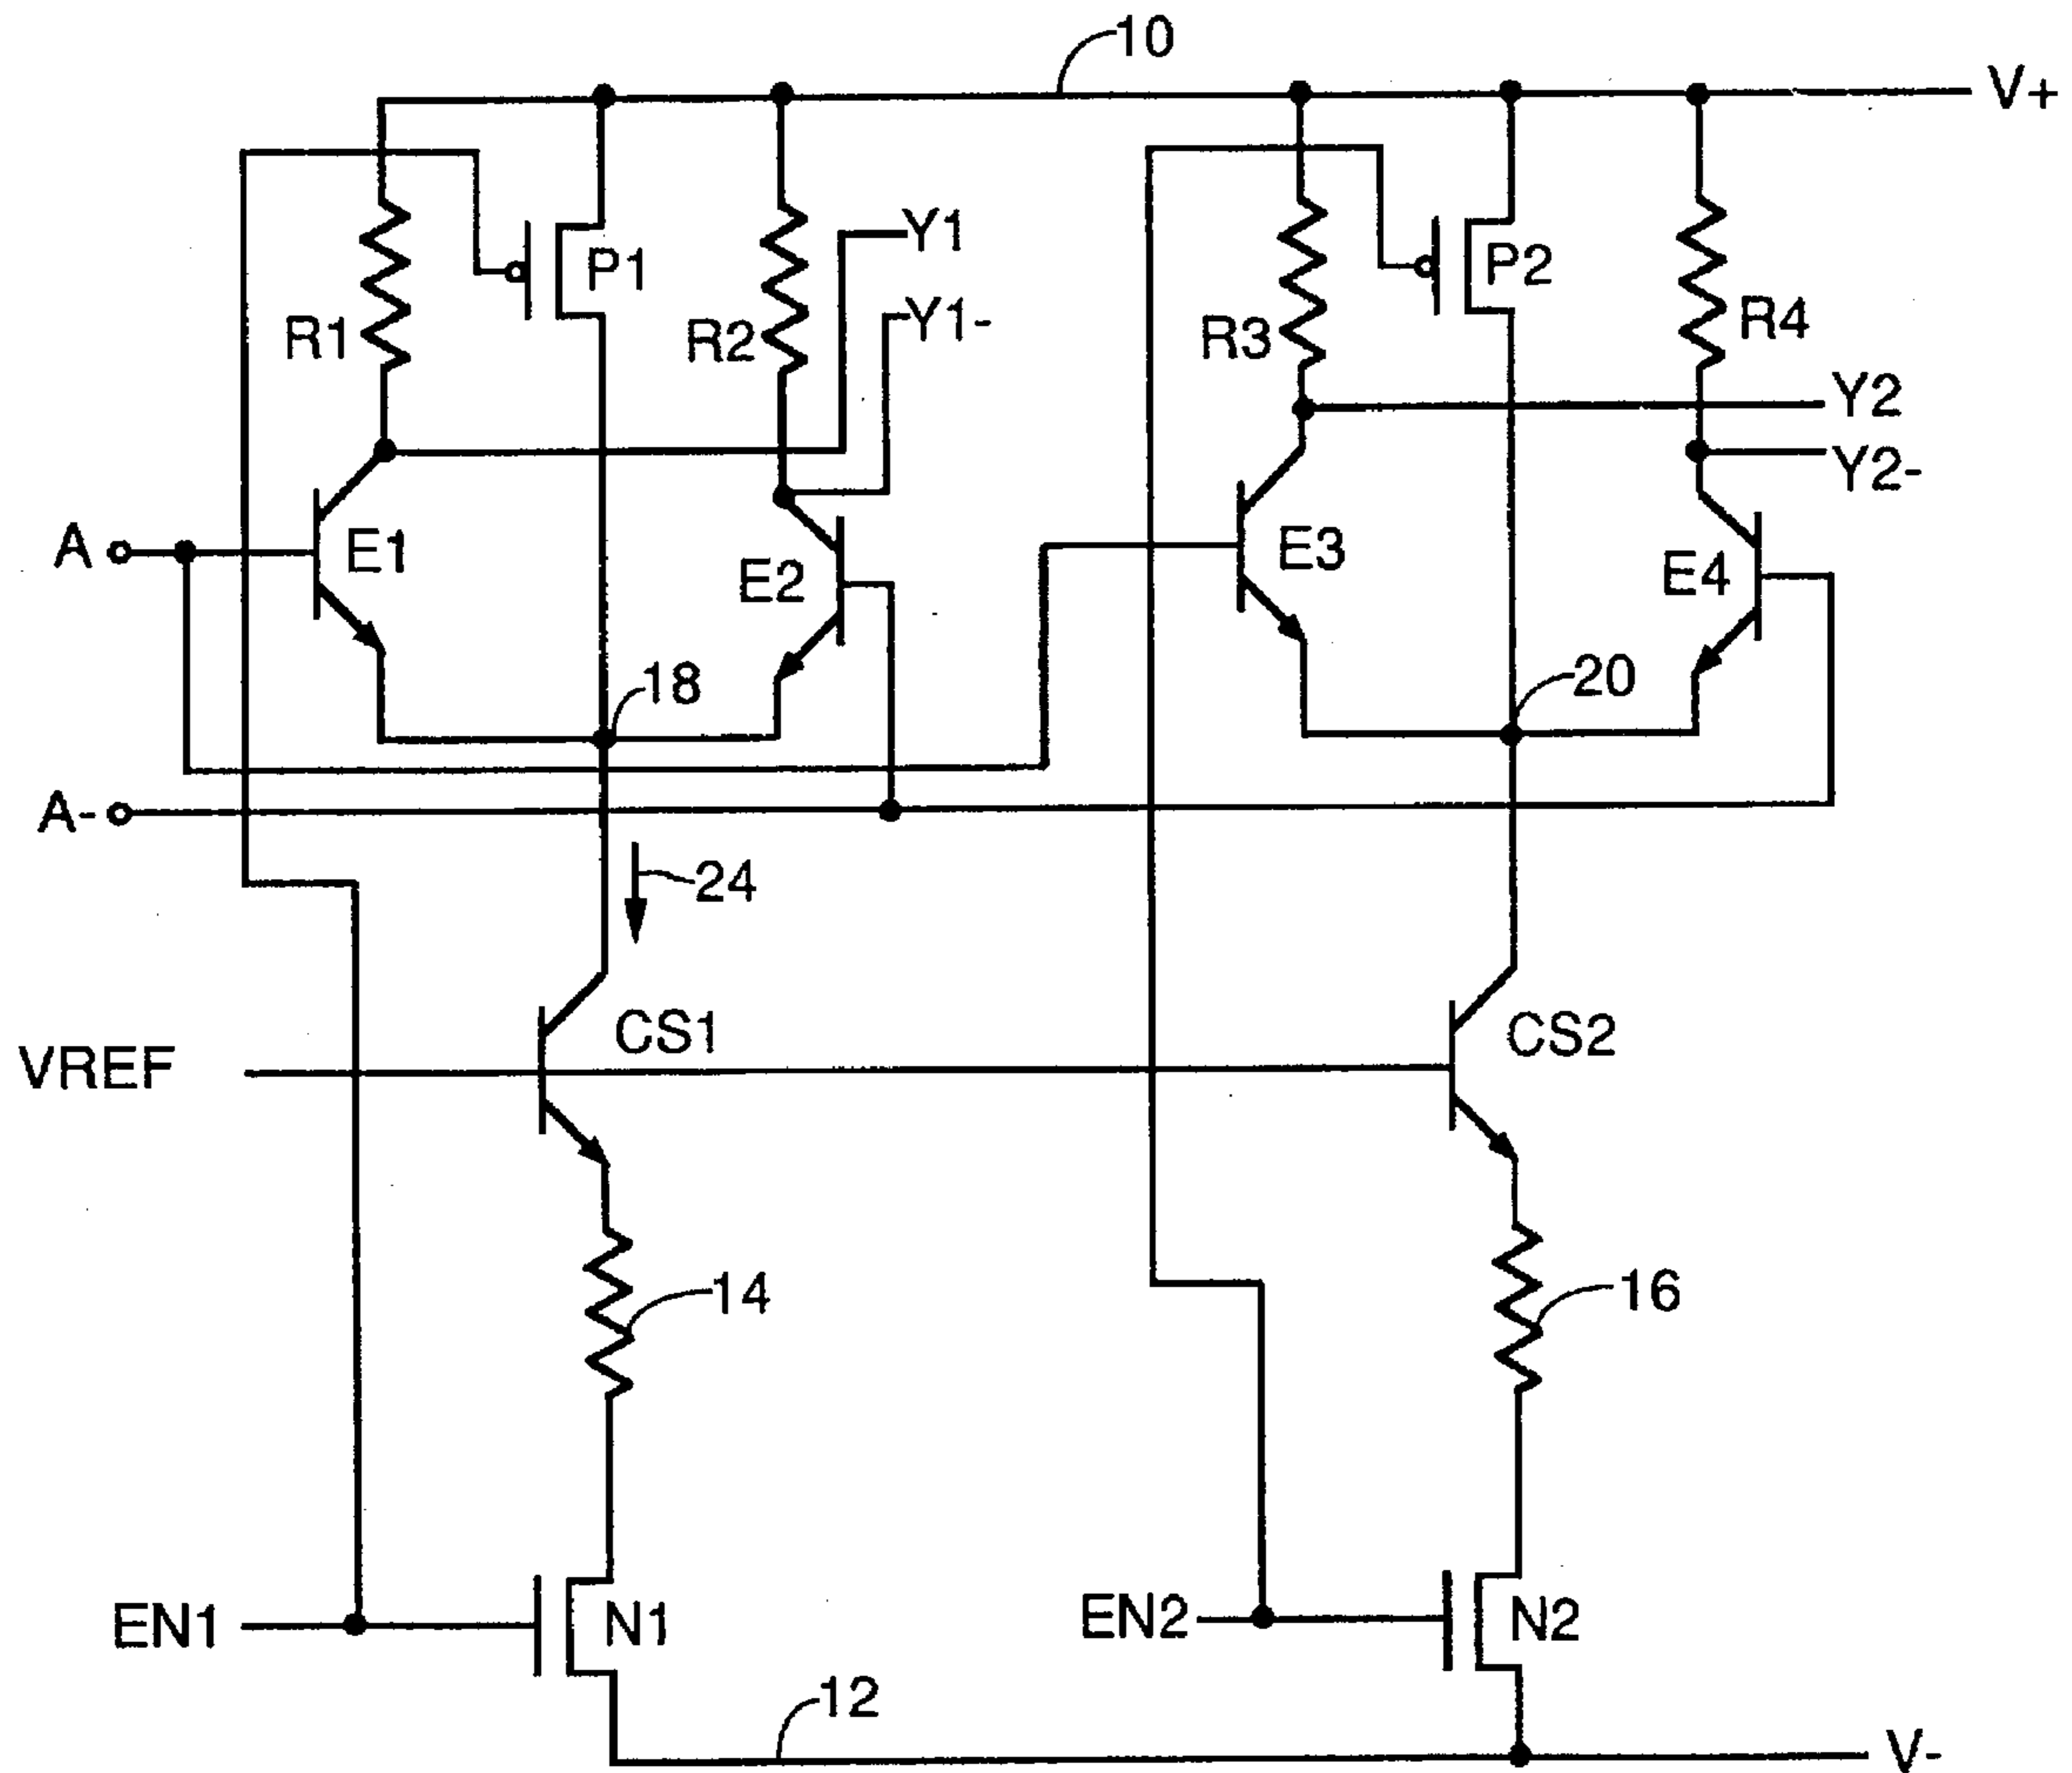 10
V+
Y1
P1
P2
Y1-
R1
R2
R3
R4
Y2
Y2-
A
E1
E2
E3
E4
18
20
A-
24
CS1
CS2
VREF
14
16
EN1
N1
EN2
N2
12
V-